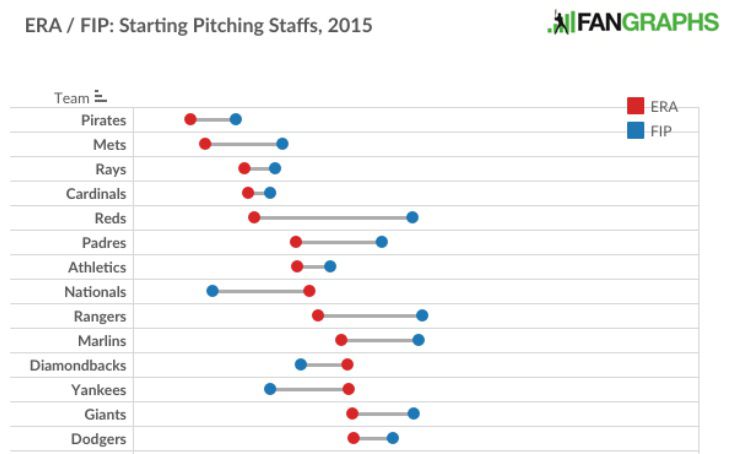 ERA / FIP: Starting Pitching Staffs, 2015
FANGRAPHS
Team
ERA
FIP
Pirates
Mets
Rays
Cardinals
Reds
Padres
Athletics
Nationals
Rangers
Marlins
Diamondbacks
Yankees
Giants
Dodgers